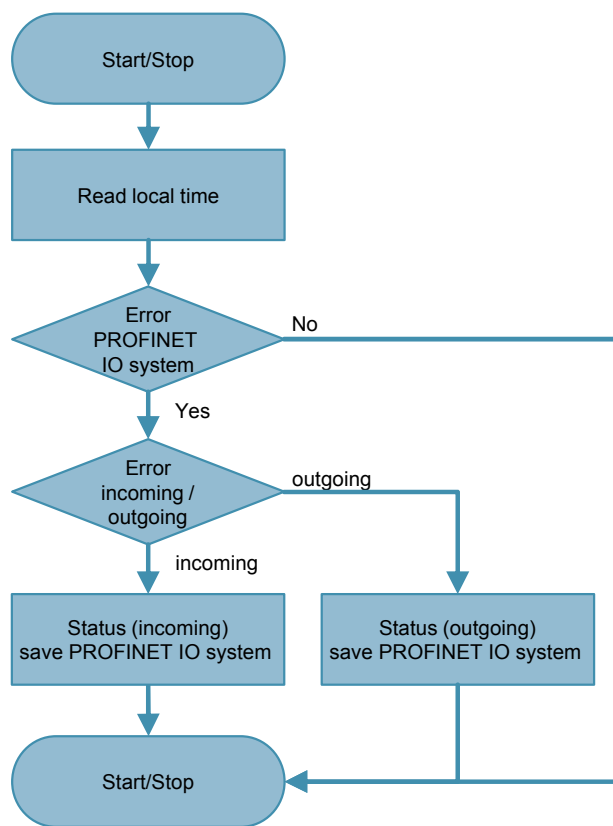 Start/Stop
Read local time
Error
PROFINET
IO system
No
Yes
Error
incoming /
outgoing
outgoing
incoming
Status (incoming)
save PROFINET IO system
Status (outgoing)
save PROFINET IO system
Start/Stop